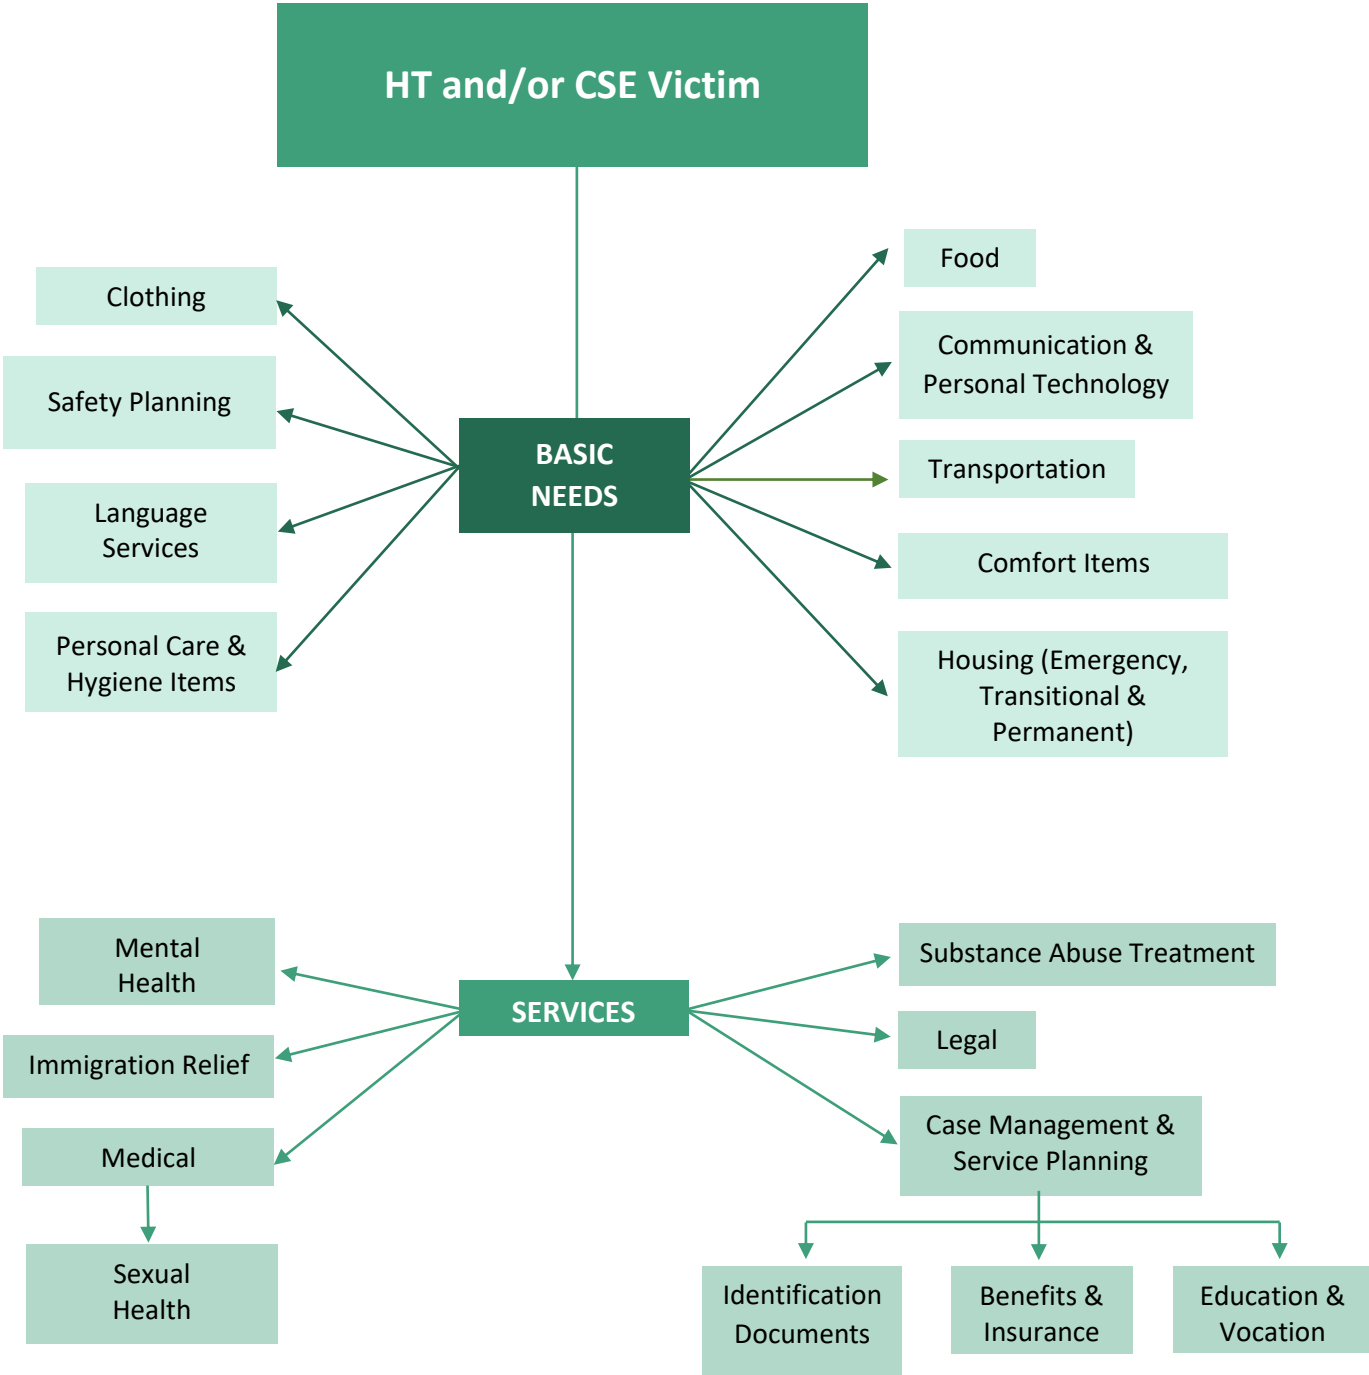 HT and/or CSE Victim
Clothing
Safety Planning
Language
Services
Personal Care &
Hygiene Items
BASIC
NEEDS
Food
Communication &
Personal Technology
Transportation
Comfort Items
Housing (Emergency,
Transitional &
Permanent)
Mental
Health
Immigration Relief
Medical
Sexual
Health
SERVICES
Substance Abuse Treatment
Legal
Case Management &
Service Planning
Identification
Documents
Benefits &
Insurance
Education &
Vocation